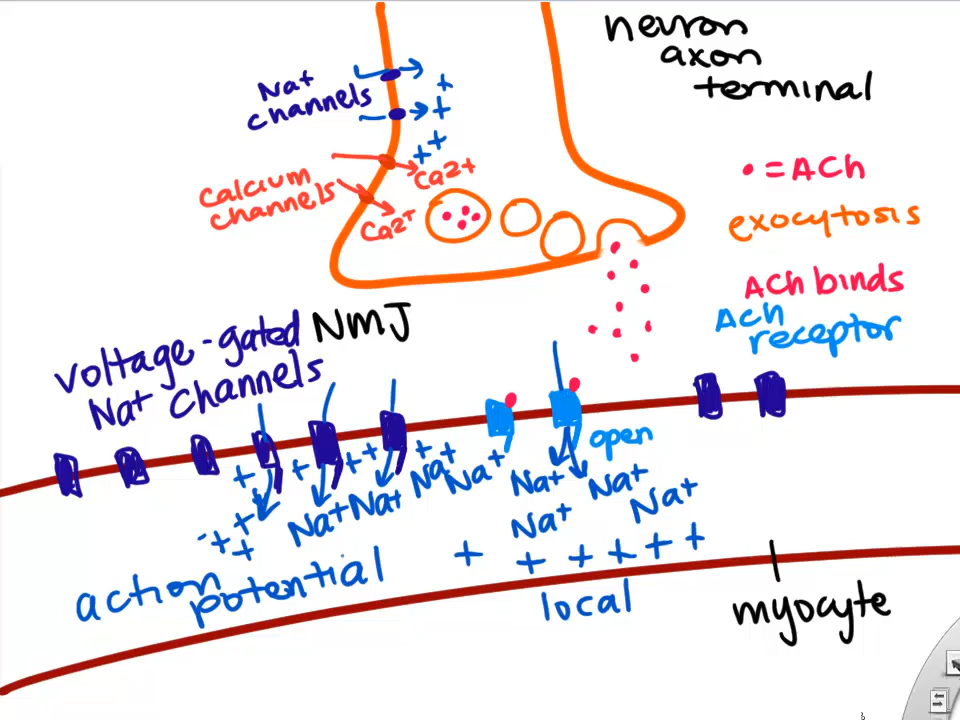 neuron
axon
terminal
Na+
channels
+
+
++
Calcium
channels
Ca2+
Ca2+
• = ACh
exocytosis
ACh binds
ACh
receptor
NMJ
voltage-gated
Na+ channels
open
+ + ++ + Na+ Na+ Na+ Na+
+ Na+ Na+ Na+ Na+
-+ +
+ + + + + +
action
potential
local
myocyte